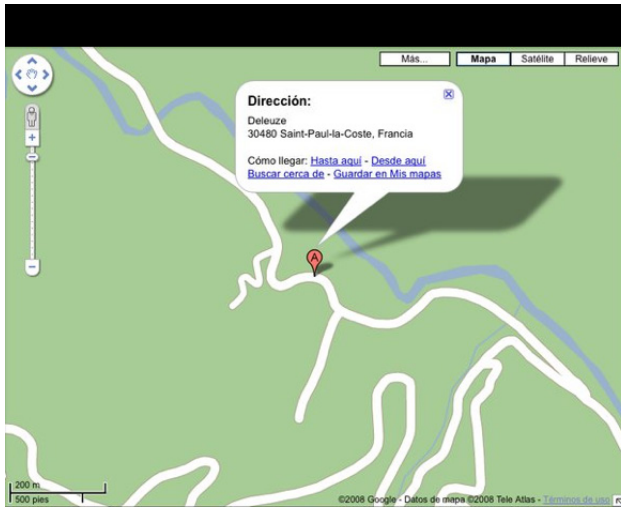 Más...
Mapa
Satélite
Relieve
Dirección:
Deleuze
30480 Saint-Paul-la-Coste, Francia
Cómo llegar: Hasta aquí - Desde aquí
Buscar cerca de - Guardar en Mis mapas
A
200 m
500 pies
©2008 Google - Datos de mapa ©2008 Tele Atlas - Términos de uso